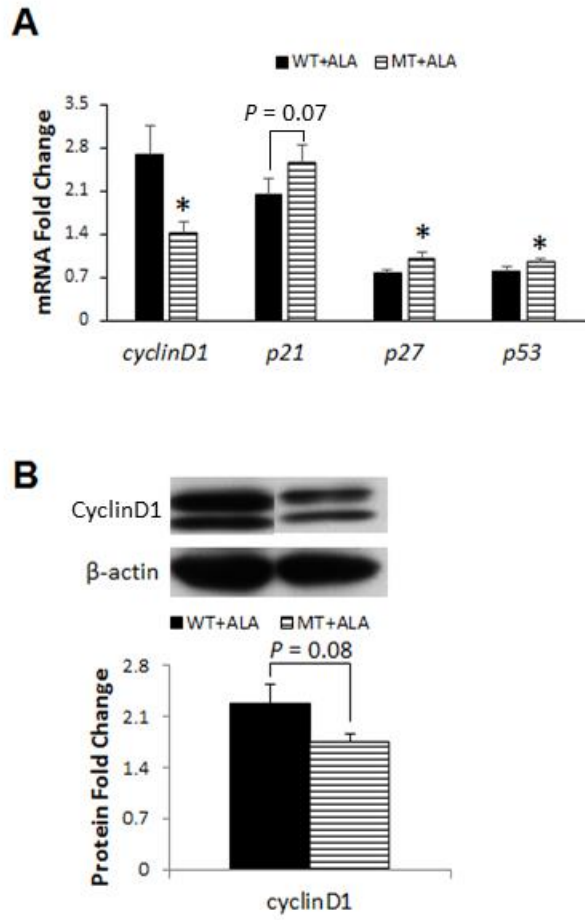 A
WT+ALA MT+ALA
mRNA Fold Change
3.5
2.8
2.1
1.4
0.7
0
*
P = 0.07
*
*
cyclinD1 p21 p27 p53
B
CyclinD1
β-actin
WT+ALA MT+ALA
P = 0.08
Protein Fold Change
2.8
2.1
1.4
0.7
0
cyclinD1